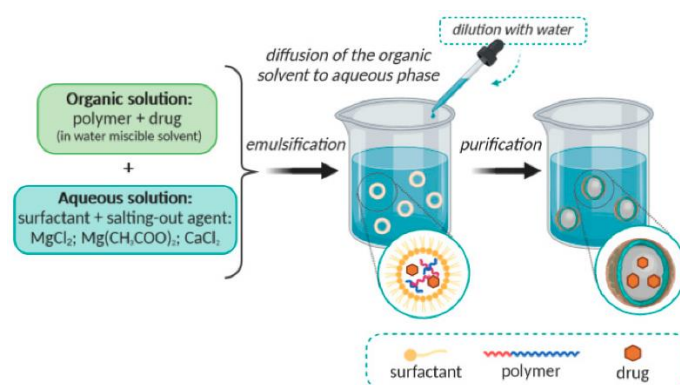 dilution with water
diffusion of the organic
solvent to aqueous phase
Organic solution:
polymer + drug
(in water miscible solvent)
+
Aqueous solution:
surfactant + salting-out agent:
MgCl₂; Mg(CH₃COO)₂; CaCl₂
emulsification
purification
surfactant
polymer
drug